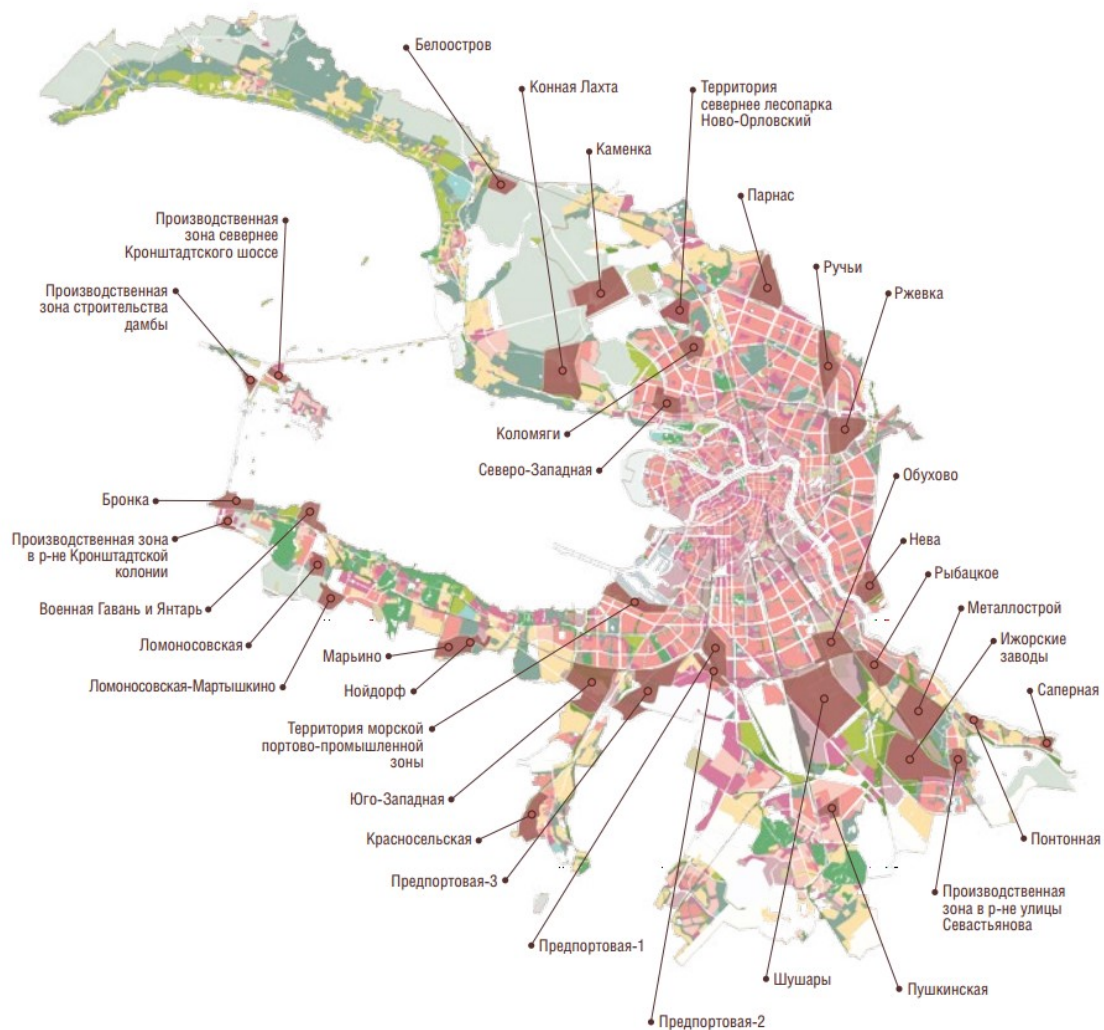 Белоостров
Конная Лахта
Территория
севернее лесопарка
Ново-Орловский
Каменка
Парнас
Производственная
зона севернее
Кронштадтского шоссе
Ручьи
Производственная
зона строительства
дамбы
Ржевка
Коломяги
Северо-Западная
Обухово
Бронка
Нева
Производственная зона
в р-не Кронштадтской
колонии
Рыбацкое
Военная Гавань и Янтарь
Металлострой
Ломоносовская
Ижорские
заводы
Марьино
Ломоносовская-Мартышкино
Нойдорф
Саперная
Территория морской
портово-промышленной
зоны
Юго-Западная
Красносельская
Понтонная
Предпортовая-3
Производственная
зона в р-не улицы
Севастьянова
Предпортовая-1
Шушары
Пушкинская
Предпортовая-2